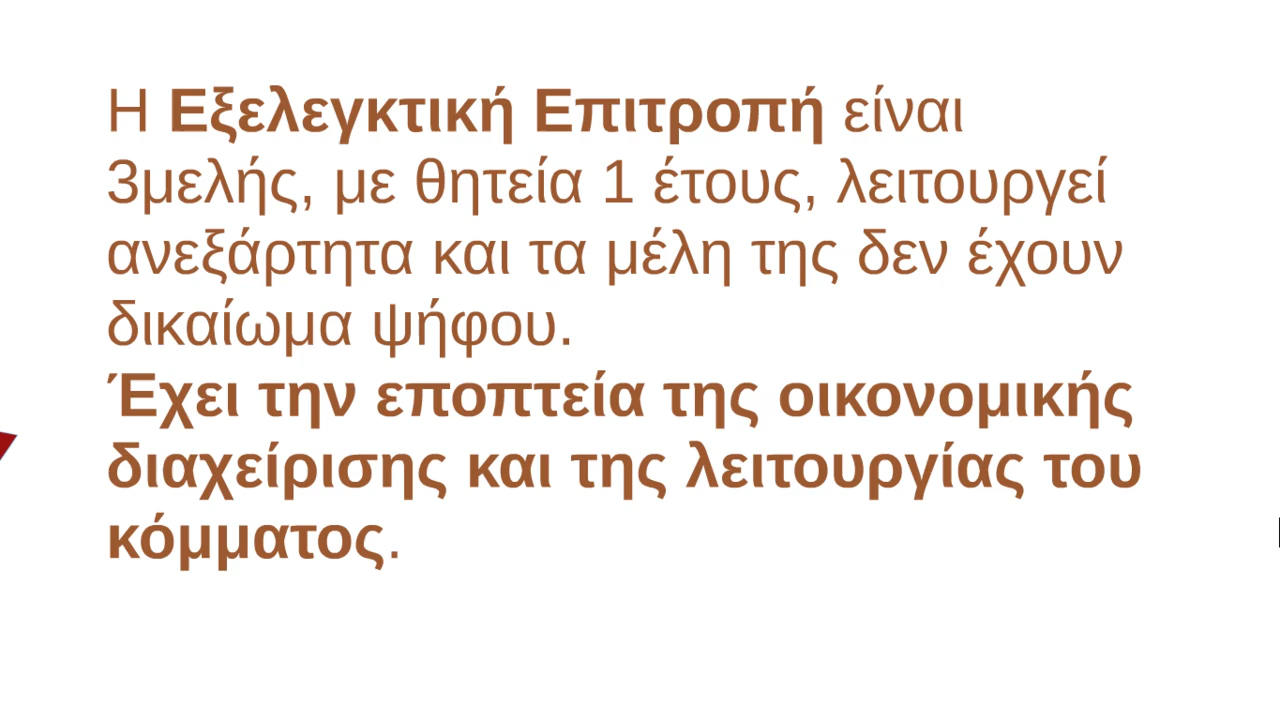 Η Εξελεγκτική Επιτροπή είναι
3μελής, με θητεία 1 έτους, λειτουργεί
ανεξάρτητα και τα μέλη της δεν έχουν
δικαίωμα ψήφου.
Έχει την εποπτεία της οικονομικής
διαχείρισης και της λειτουργίας του
κόμματος.